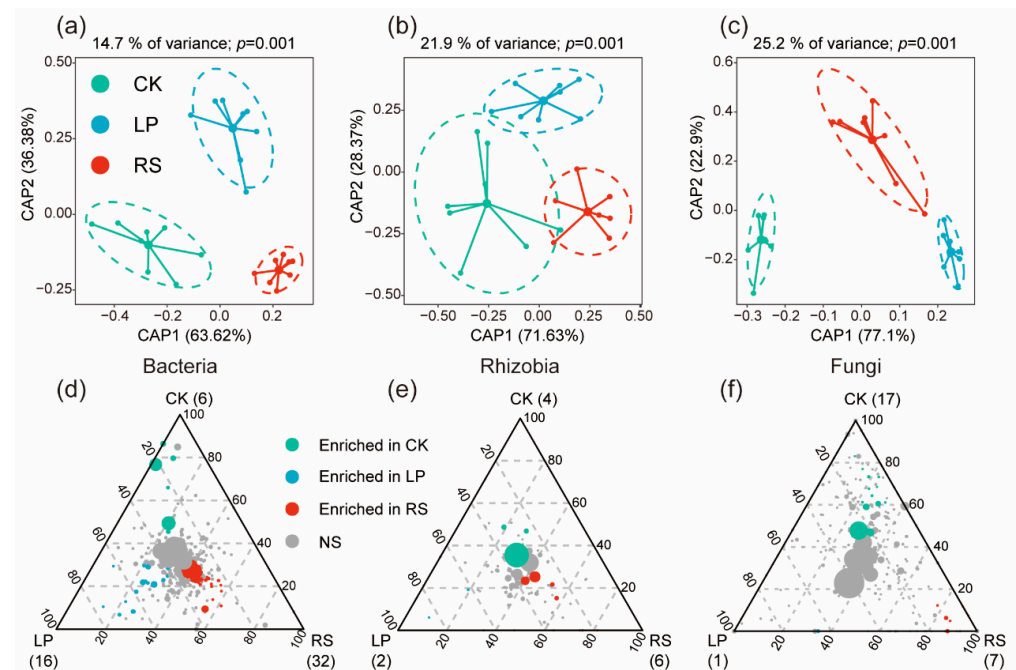 (a)
(b)
(c)
14.7 % of variance; p=0.001
21.9 % of variance; p=0.001
25.2 % of variance; p=0.001
CK
LP
RS
CAP2 (36.38%)
0.50
0.25
0.00
−0.25
−0.4
−0.2
0.0
0.2
CAP1 (63.62%)
CAP2 (28.37%)
0.25
0.00
−0.25
−0.50
−0.50
−0.25
0.00
0.25
0.50
CAP1 (71.63%)
CAP2 (22.9%)
0.6
0.4
0.2
0.0
−0.2
−0.3
−0.2
−0.1
0.0
0.1
0.2
CAP1 (77.1%)
Bacteria
Rhizobia
Fungi
(d)
CK (6)
100
20
80
40
60
60
40
80
20
100
20
40
60
80
100
LP
(16)
RS
(32)
Enriched in CK
Enriched in LP
Enriched in RS
NS
(e)
CK (4)
100
20
80
40
60
60
40
80
20
100
20
40
60
80
100
LP
(2)
RS
(6)
(f)
CK (17)
100
20
80
40
60
60
40
80
20
100
20
40
60
80
100
LP
(1)
RS
(7)